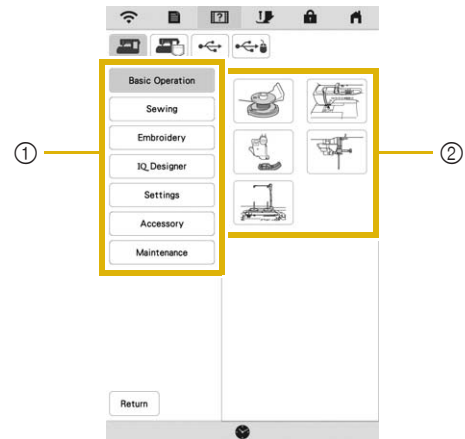 ?
Basic Operation
Sewing
Embroidery
① ②
IQ Designer
Settings
Accessory
Maintenance
Return